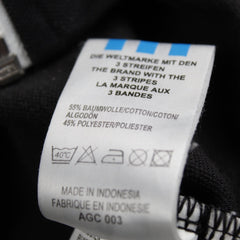 DIE WELTMARKE MIT DEN
3 STREIFEN
THE BRAND WITH THE
3 STRIPES
LA MARQUE AUX
3 BANDES
55% BAUMWOLLE/COTTON/COTON/
ALGODÓN
45% POLYESTER/POLIESTER
40°C
MADE IN INDONESIA
FABRIQUE EN INDONESIE
AGC 003